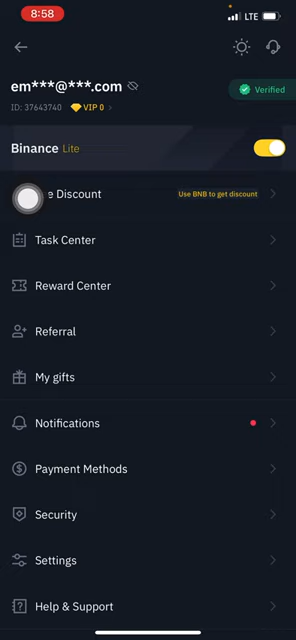 8:58
LTE
em***@***.com
Verified
ID: 37643740 VIP 0
Binance Lite
e Discount Use BNB to get discount
Task Center
Reward Center
Referral
My gifts
Notifications
Payment Methods
Security
Settings
Help & Support